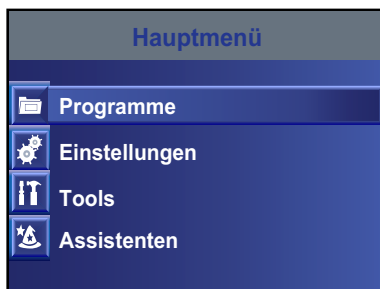 Hauptmenü
Programme
Einstellungen
Tools
Assistenten